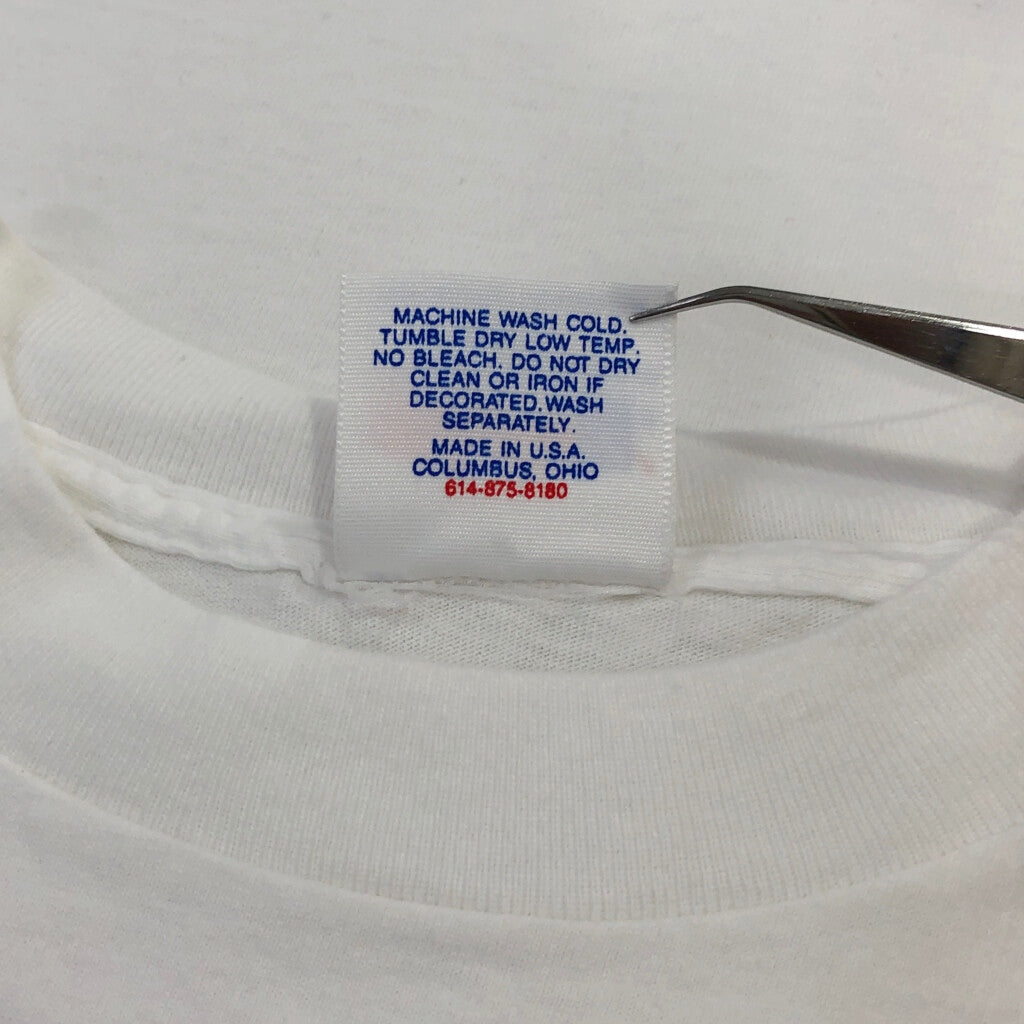 MACHINE WASH COLD.
TUMBLE DRY LOW TEMP.
NO BLEACH. DO NOT DRY
CLEAN OR IRON IF
DECORATED. WASH
SEPARATELY.
MADE IN U.S.A.
COLUMBUS, OHIO
614-875-8180